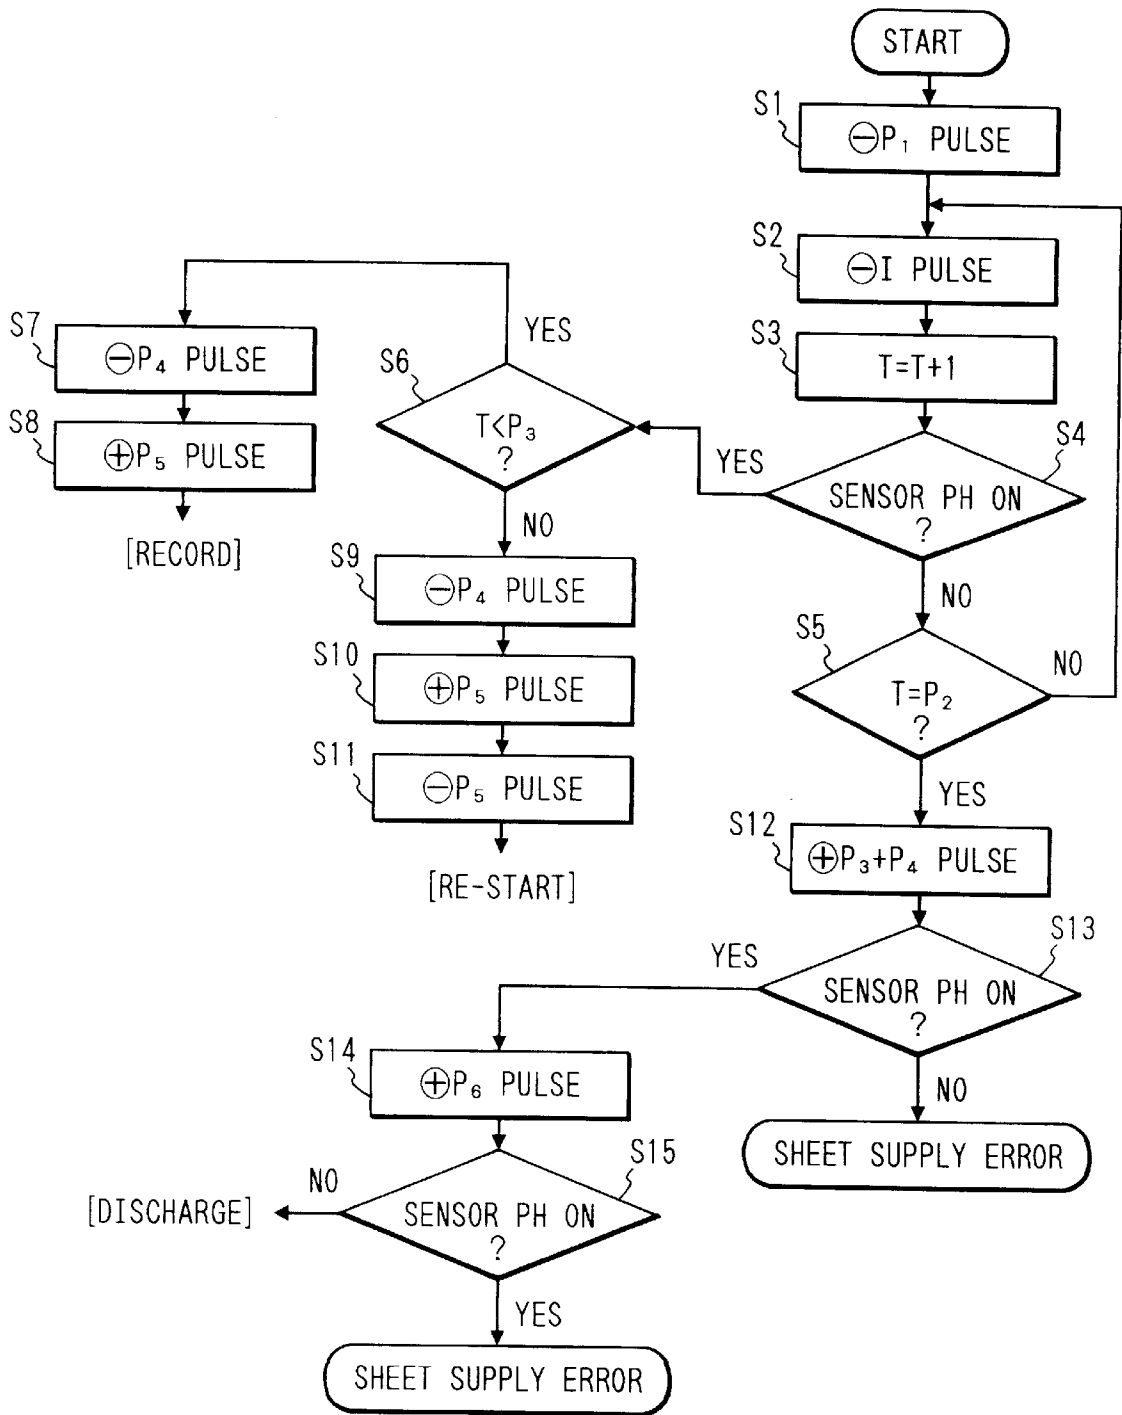 START
S1
⊖P₁ PULSE
S2
⊖I PULSE
S3
T=T+1
S4
SENSOR PH ON
?
YES
NO
S5
T=P₂
?
NO
YES
S6
T<P₃
?
YES
NO
S7
⊖P₄ PULSE
S8
⊕P₅ PULSE
[RECORD]
S9
⊖P₄ PULSE
S10
⊕P₅ PULSE
S11
⊖P₅ PULSE
[RE-START]
S12
⊕P₃+P₄ PULSE
S13
SENSOR PH ON
?
YES
NO
SHEET SUPPLY ERROR
S14
⊕P₆ PULSE
S15
SENSOR PH ON
?
NO
[DISCHARGE]
YES
SHEET SUPPLY ERROR